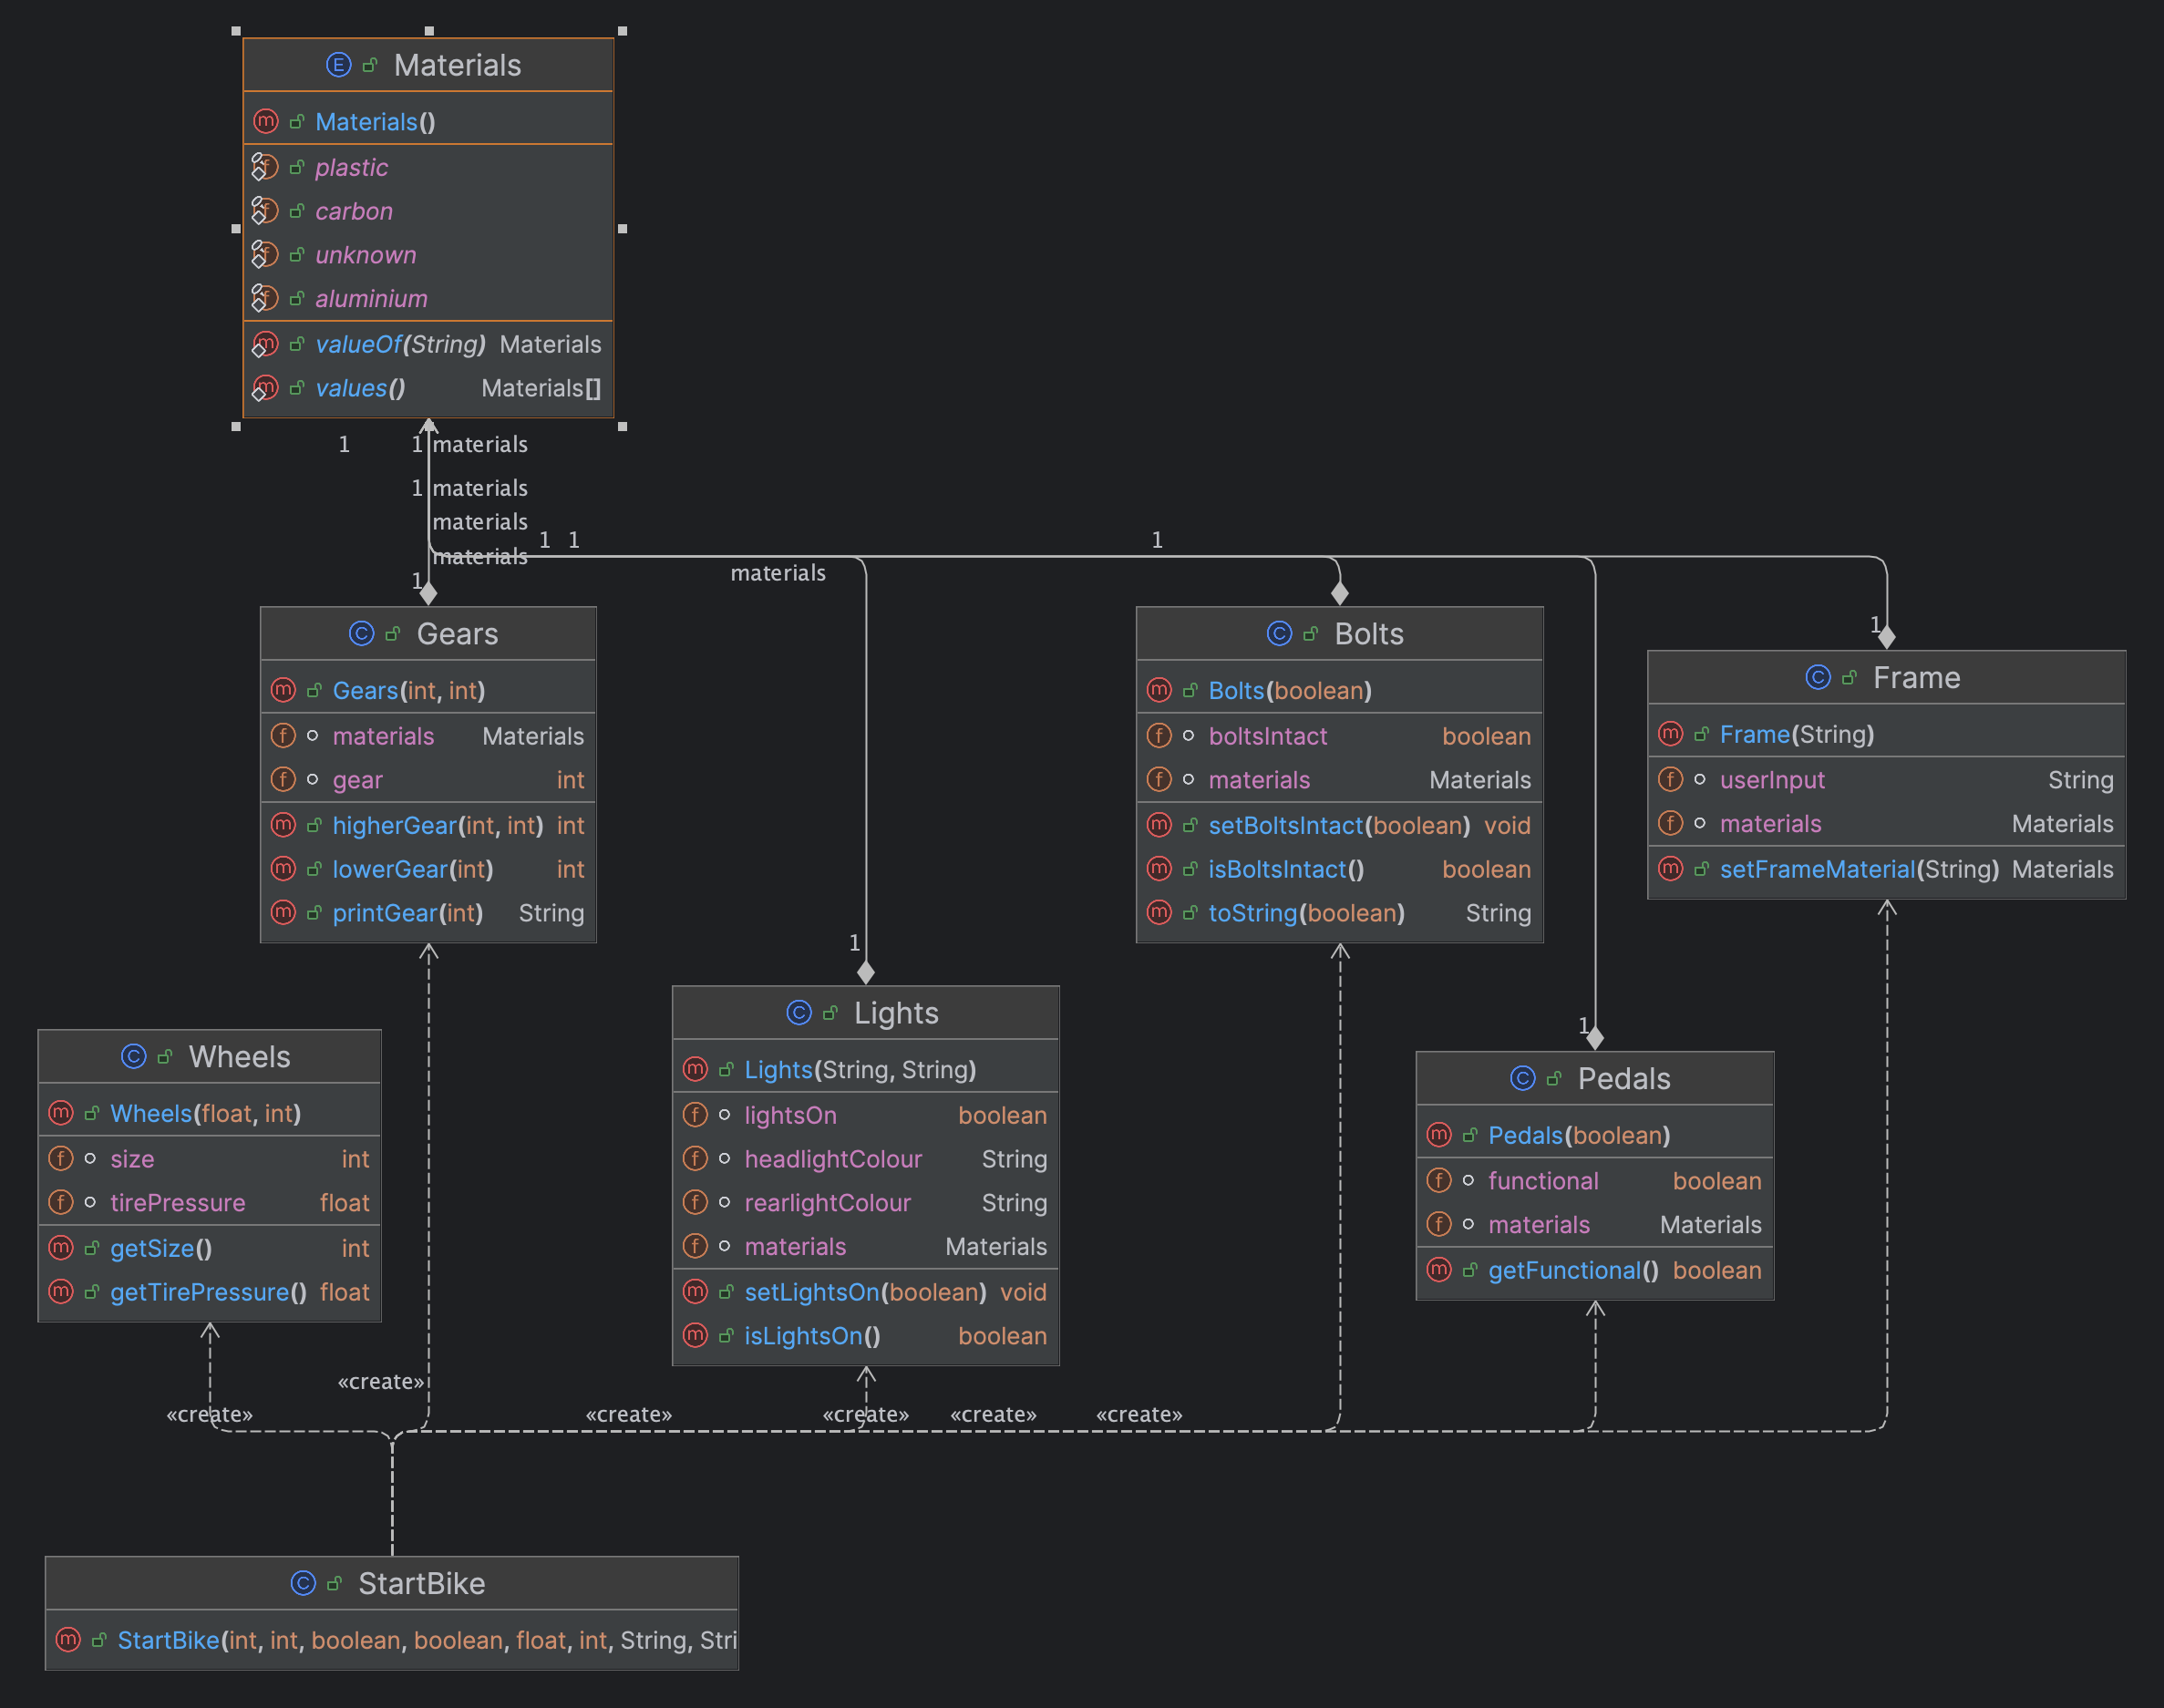 Materials
Materials()
plastic
carbon
unknown
aluminium
valueOf(String) Materials
values() Materials[]
1 1 materials
1 materials
materials
materials
1 1
1
materials
1
1
Gears
Gears(int, int)
materials Materials
gear int
higherGear(int, int) int
lowerGear(int) int
printGear(int) String
Bolts
Bolts(boolean)
boltsIntact boolean
materials Materials
setBoltsIntact(boolean) void
isBoltsIntact() boolean
toString(boolean) String
Frame
Frame(String)
userInput String
materials Materials
setFrameMaterial(String) Materials
1
1
Wheels
Wheels(float, int)
size int
tirePressure float
getSize() int
getTirePressure() float
Lights
Lights(String, String)
lightsOn boolean
headlightColour String
rearlightColour String
materials Materials
setLightsOn(boolean) void
isLightsOn() boolean
Pedals
Pedals(boolean)
functional boolean
materials Materials
getFunctional() boolean
«create»
«create» «create» «create» «create» «create»
StartBike
StartBike(int, int, boolean, boolean, float, int, String, Stri